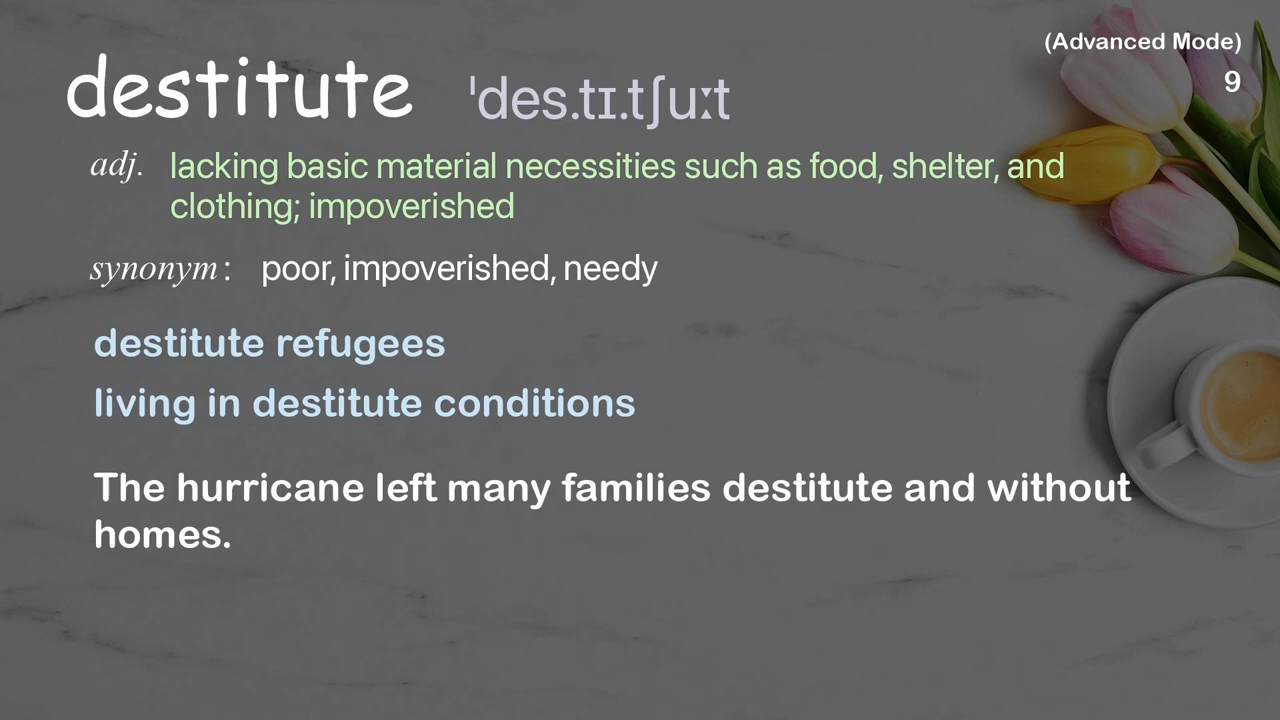 (Advanced Mode)
9
destitute ˈdes.tɪ.tʃuːt
adj. lacking basic material necessities such as food, shelter, and
clothing; impoverished
synonym : poor, impoverished, needy
destitute refugees
living in destitute conditions
The hurricane left many families destitute and without
homes.